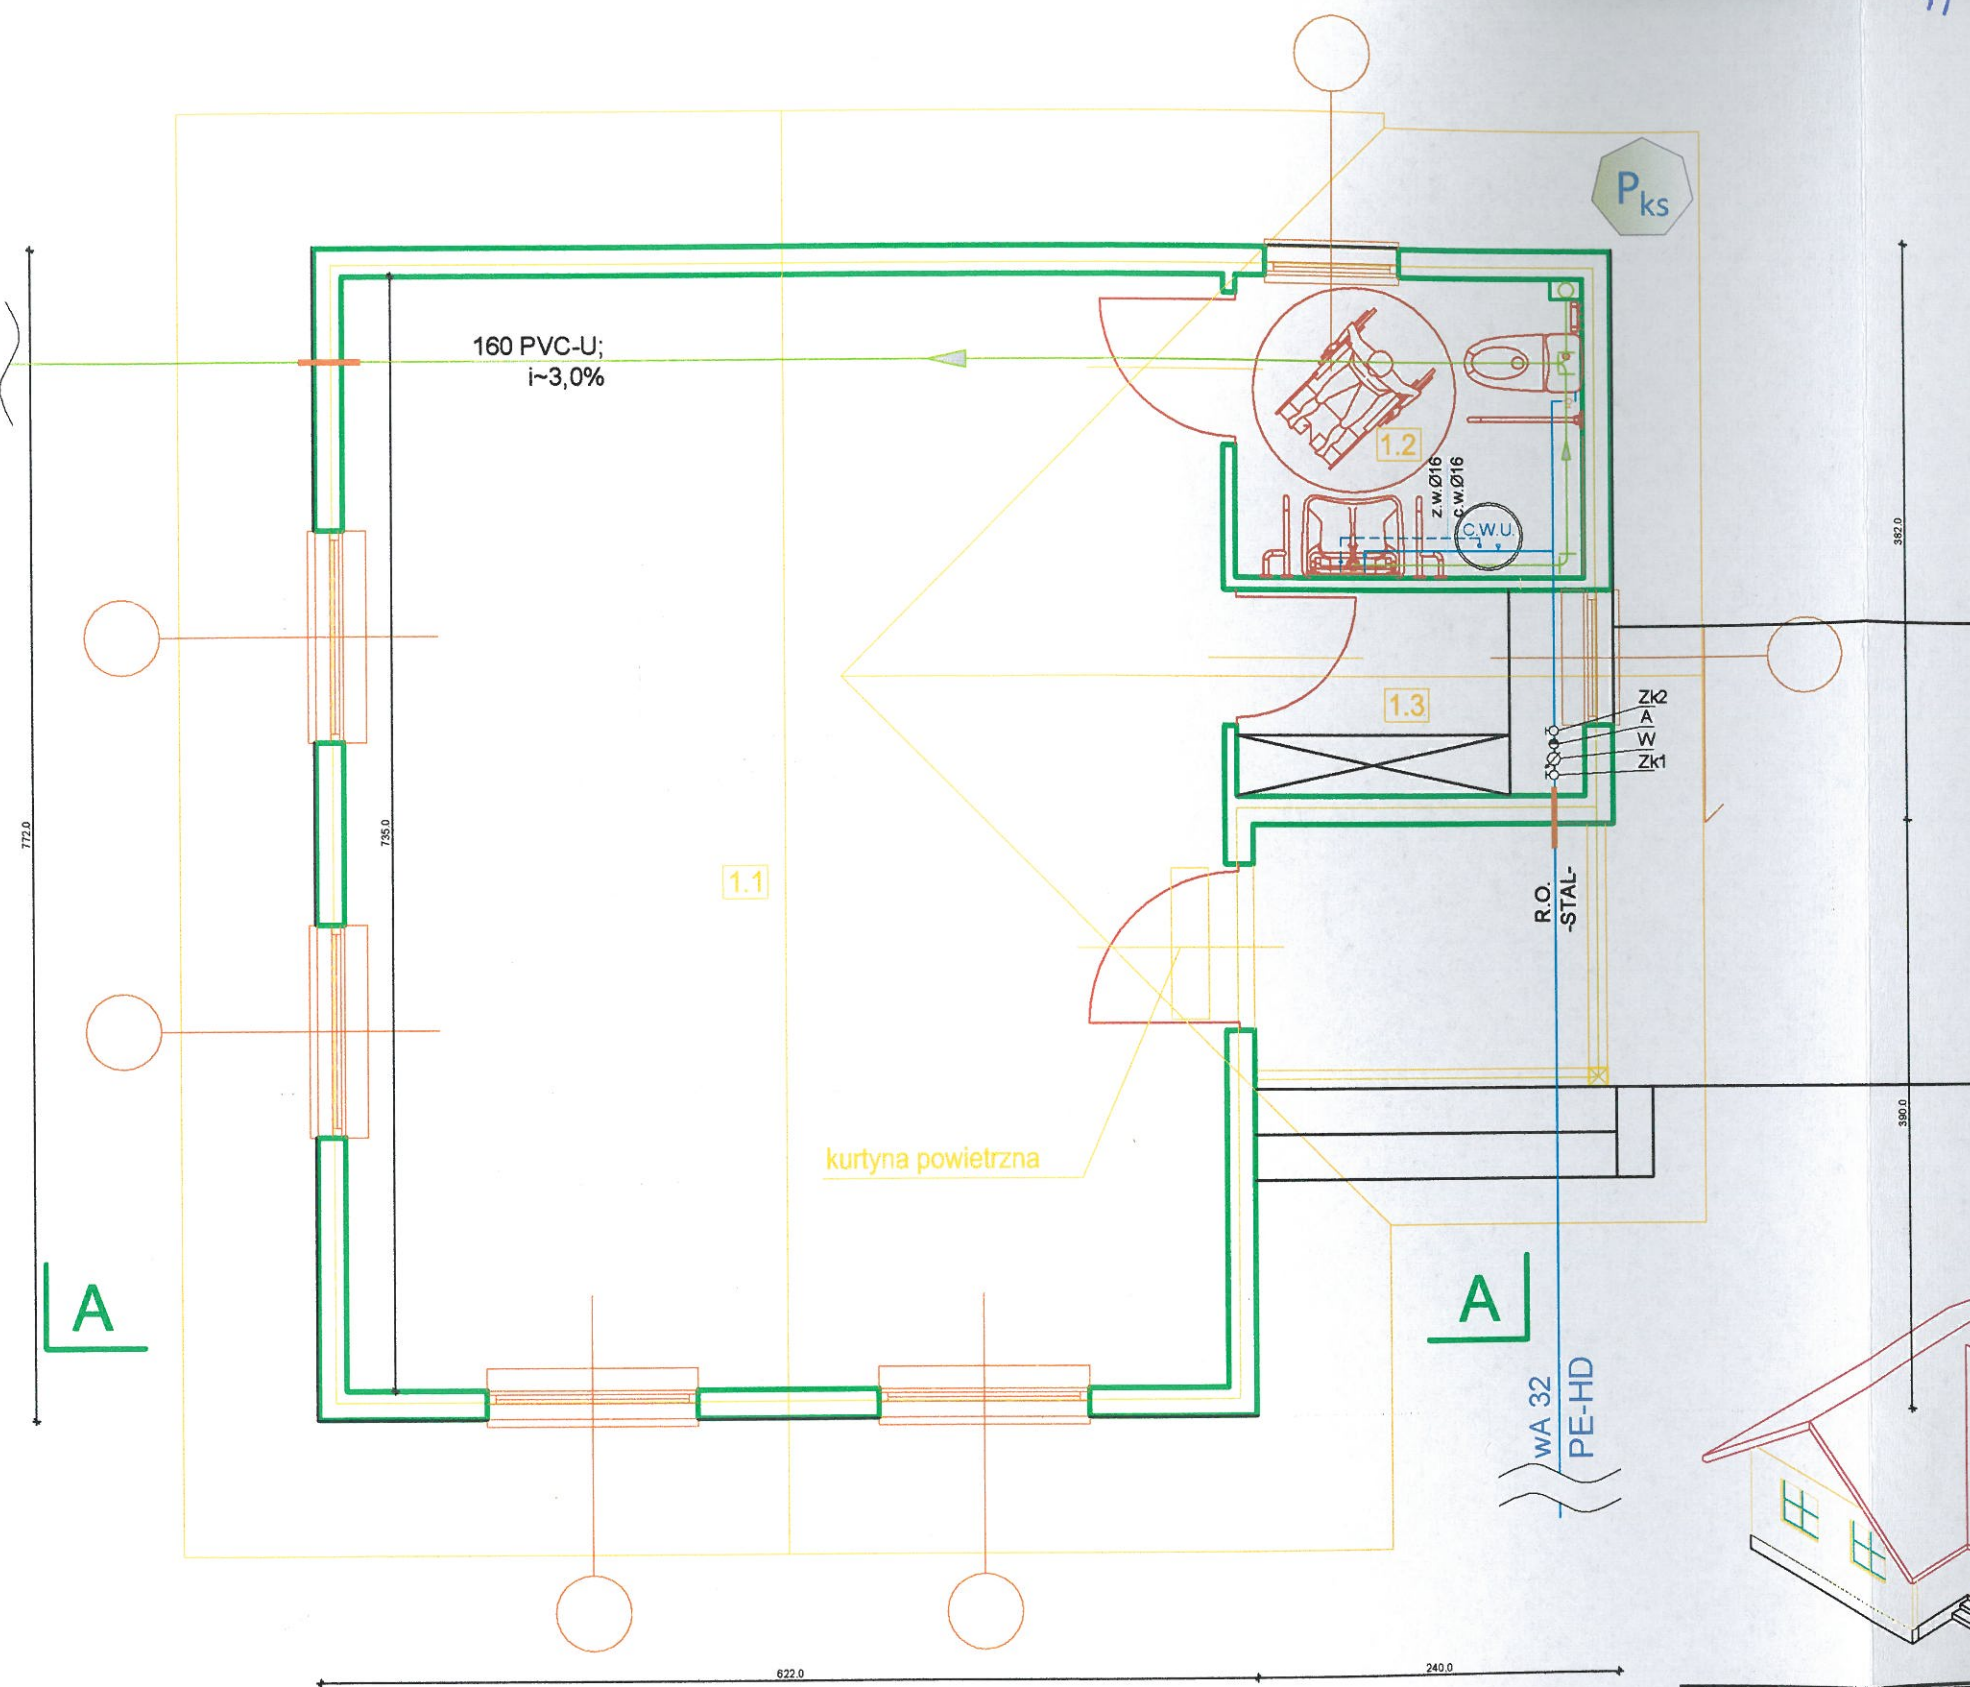 Pks
160 PVC-U;
i~3,0%
1.2
z.w.Ø16
c.w.Ø16
C.W.U.
382.0
1.3
Zk2
A
W
Zk1
772.0
735.0
1.1
R.O.
-STAL-
390.0
kurtyna powietrzna
A
A
wA 32
PE-HD
622.0
240.0